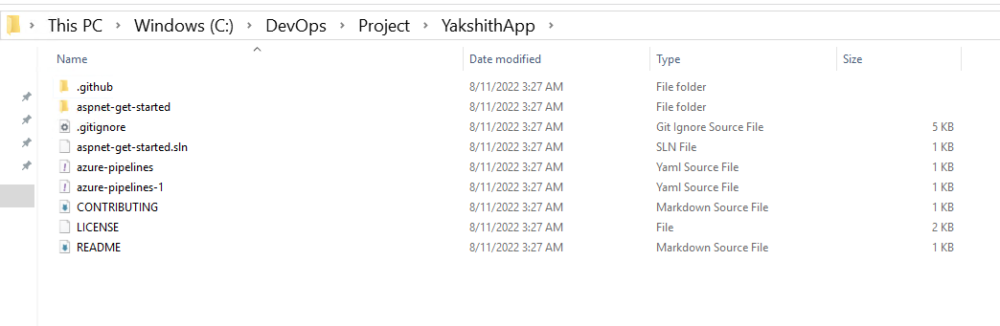 This PC > Windows (C:) > DevOps > Project > YakshithApp >
Name Date modified Type Size
.github 8/11/2022 3:27 AM File folder
aspnet-get-started 8/11/2022 3:27 AM File folder
.gitignore 8/11/2022 3:27 AM Git Ignore Source File 5 KB
aspnet-get-started.sln 8/11/2022 3:27 AM SLN File 1 KB
azure-pipelines 8/11/2022 3:27 AM Yaml Source File 1 KB
azure-pipelines-1 8/11/2022 3:27 AM Yaml Source File 1 KB
CONTRIBUTING 8/11/2022 3:27 AM Markdown Source File 1 KB
LICENSE 8/11/2022 3:27 AM File 2 KB
README 8/11/2022 3:27 AM Markdown Source File 1 KB